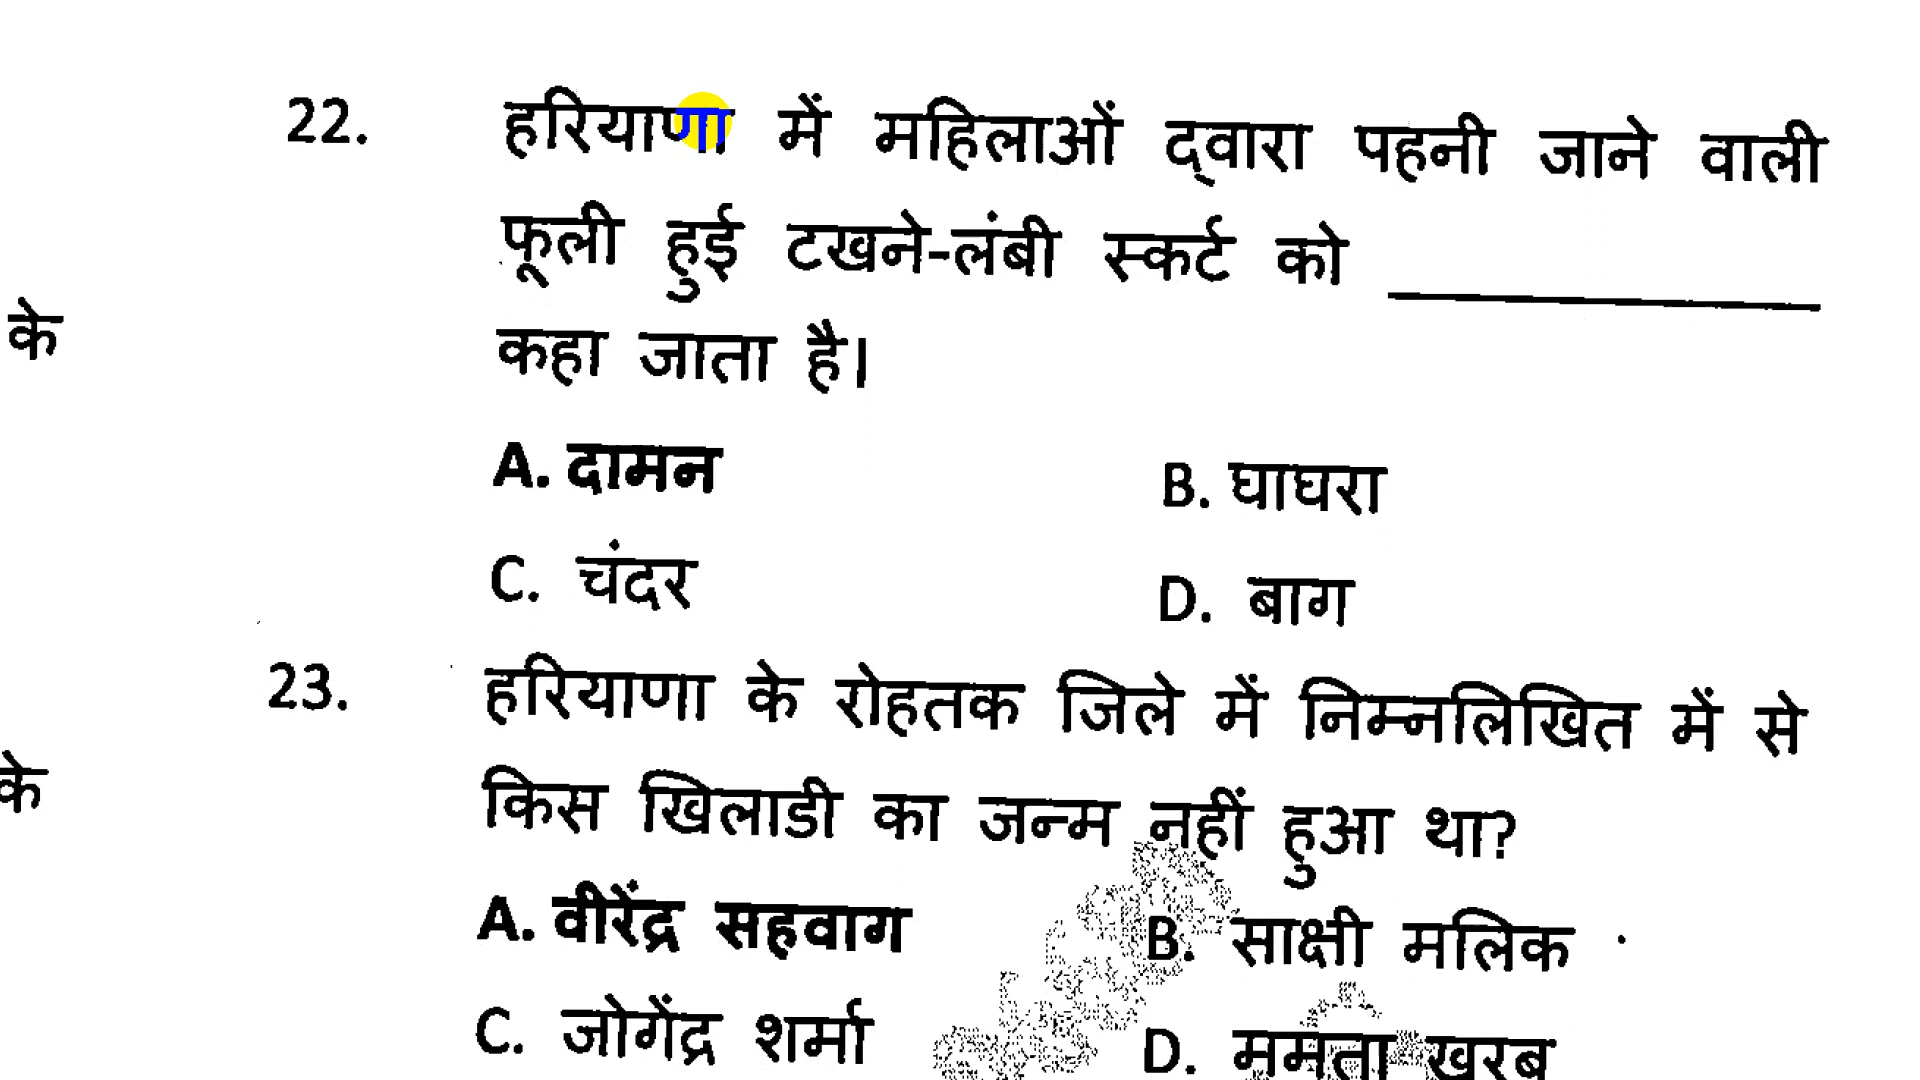 22. हरियाणा में महिलाओं द्वारा पहनी जाने वाली
फूली हुई टखने-लंबी स्कर्ट को ____________
के
कहा जाता है।
A. दामन B. घाघरा
C. चंदर D. बाग
23. हरियाणा के रोहतक जिले में निम्नलिखित में से
के
किस खिलाडी का जन्म नहीं हुआ था?
A. वीरेंद्र सहवाग B. साक्षी मलिक
C. जोगेंद्र शर्मा D. ममता खरब